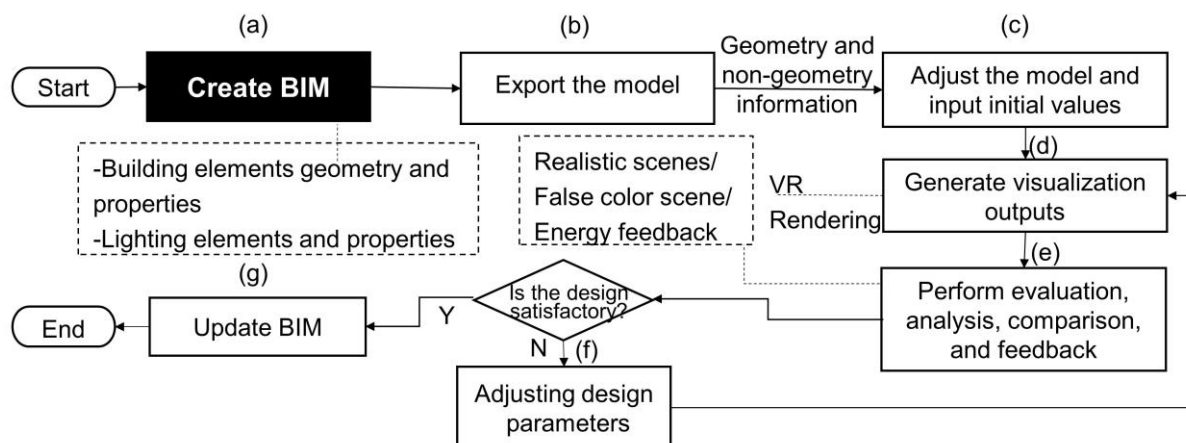 (a)
(b)
(c)
Start
Create BIM
Export the model
Geometry and
non-geometry
information
Adjust the model and
input initial values
(d)
-Building elements geometry and
properties
-Lighting elements and properties
Realistic scenes/
False color scene/
Energy feedback
VR
Rendering
Generate visualization
outputs
(e)
(g)
End
Update BIM
Y
Is the design
satisfactory?
Perform evaluation,
analysis, comparison,
and feedback
N
(f)
Adjusting design
parameters